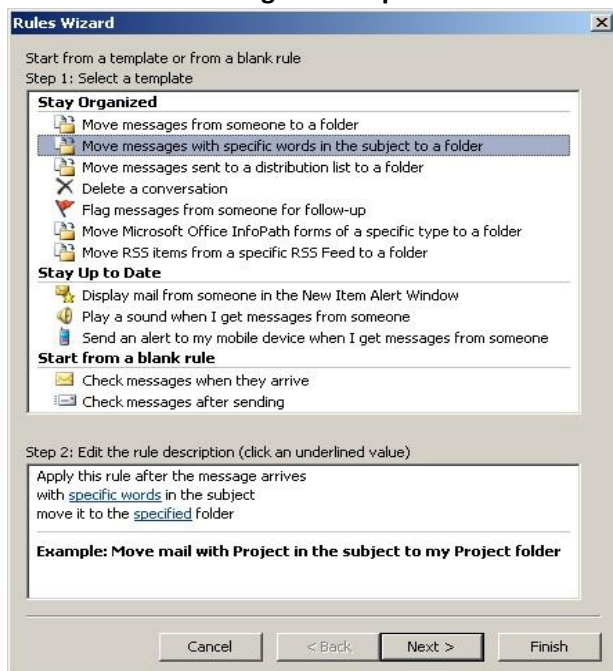 Rules Wizard
Start from a template or from a blank rule
Step 1: Select a template
Stay Organized
Move messages from someone to a folder
Move messages with specific words in the subject to a folder
Move messages sent to a distribution list to a folder
Delete a conversation
Flag messages from someone for follow-up
Move Microsoft Office InfoPath forms of a specific type to a folder
Move RSS items from a specific RSS Feed to a folder
Stay Up to Date
Display mail from someone in the New Item Alert Window
Play a sound when I get messages from someone
Send an alert to my mobile device when I get messages from someone
Start from a blank rule
Check messages when they arrive
Check messages after sending
Step 2: Edit the rule description (click an underlined value)
Apply this rule after the message arrives
with specific words in the subject
move it to the specified folder
Example: Move mail with Project in the subject to my Project folder
Cancel < Back Next > Finish